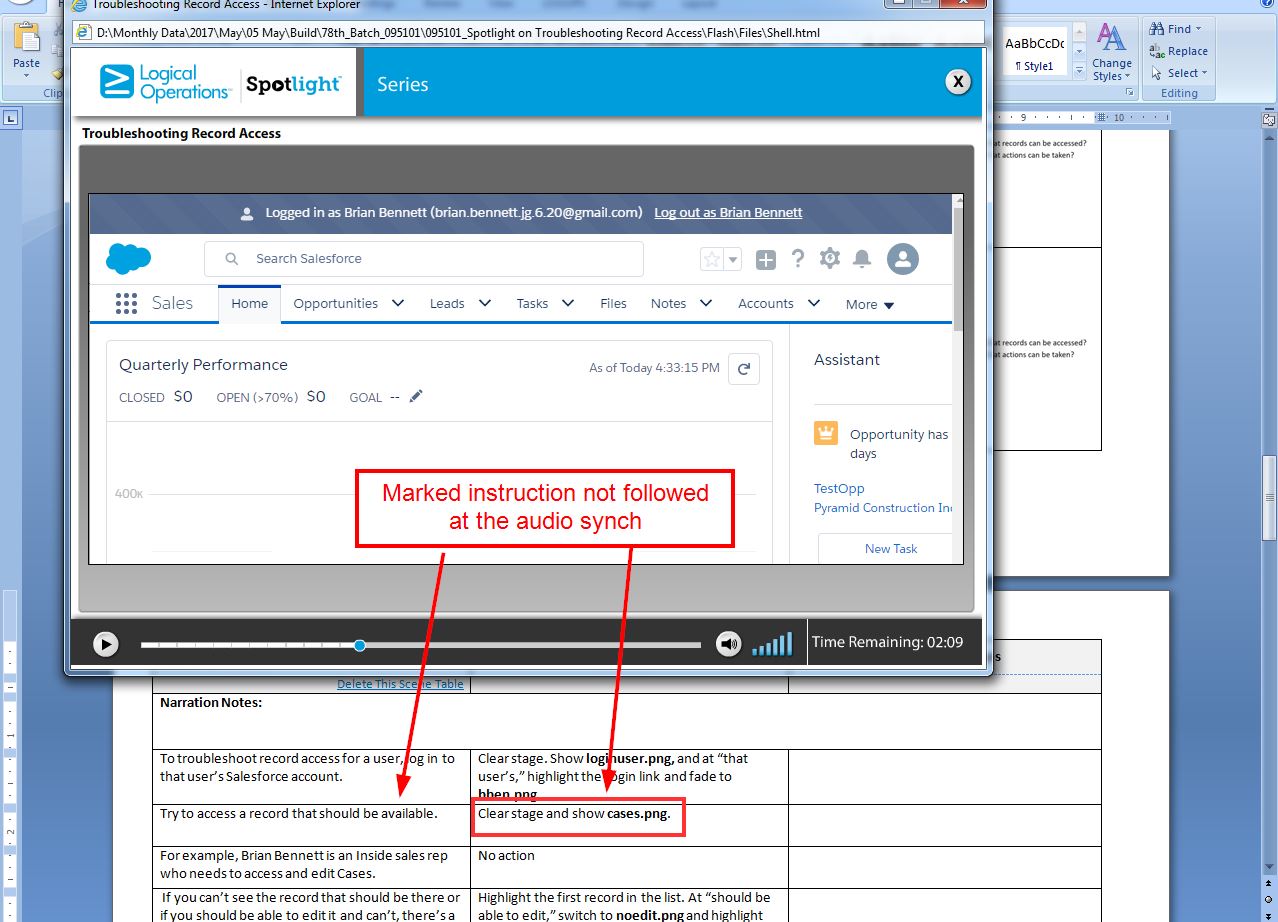 Troubleshooting Record Access - Internet Explorer
D:\Monthly Data\2017\May\05 May\Build\78th_Batch_095101\095101_Spotlight on Troubleshooting Record Access\Flash\Files\Shell.html
Paste
Clip
AaBbCcDc
¶ Style1
Change
Styles
Find
Replace
Select
Editing
L
9
10
Logical
Operations
Spotlight™
Series
X
Troubleshooting Record Access
Logged in as Brian Bennett (brian.bennett.jg.6.20@gmail.com) Log out as Brian Bennett
Search Salesforce
Sales
Home
Opportunities
Leads
Tasks
Files
Notes
Accounts
More
Quarterly Performance
As of Today 4:33:15 PM
CLOSED $0 OPEN (>70%) $0 GOAL --
400k
Assistant
Opportunity has
days
TestOpp
Pyramid Construction Inc
New Task
Marked instruction not followed
at the audio synch
Time Remaining: 02:09
at records can be accessed?
at actions can be taken?
at records can be accessed?
at actions can be taken?
s
Delete This Scene Table
Narration Notes:
To troubleshoot record access for a user, log in to
that user's Salesforce account.
Clear stage. Show loginuser.png, and at “that
user's,” highlight the login link and fade to
bben.png
Try to access a record that should be available.
Clear stage and show cases.png.
For example, Brian Bennett is an Inside sales rep
who needs to access and edit Cases.
No action
If you can't see the record that should be there or
if you should be able to edit it and can't, there's a
Highlight the first record in the list. At “should be
able to edit,” switch to noedit.png and highlight